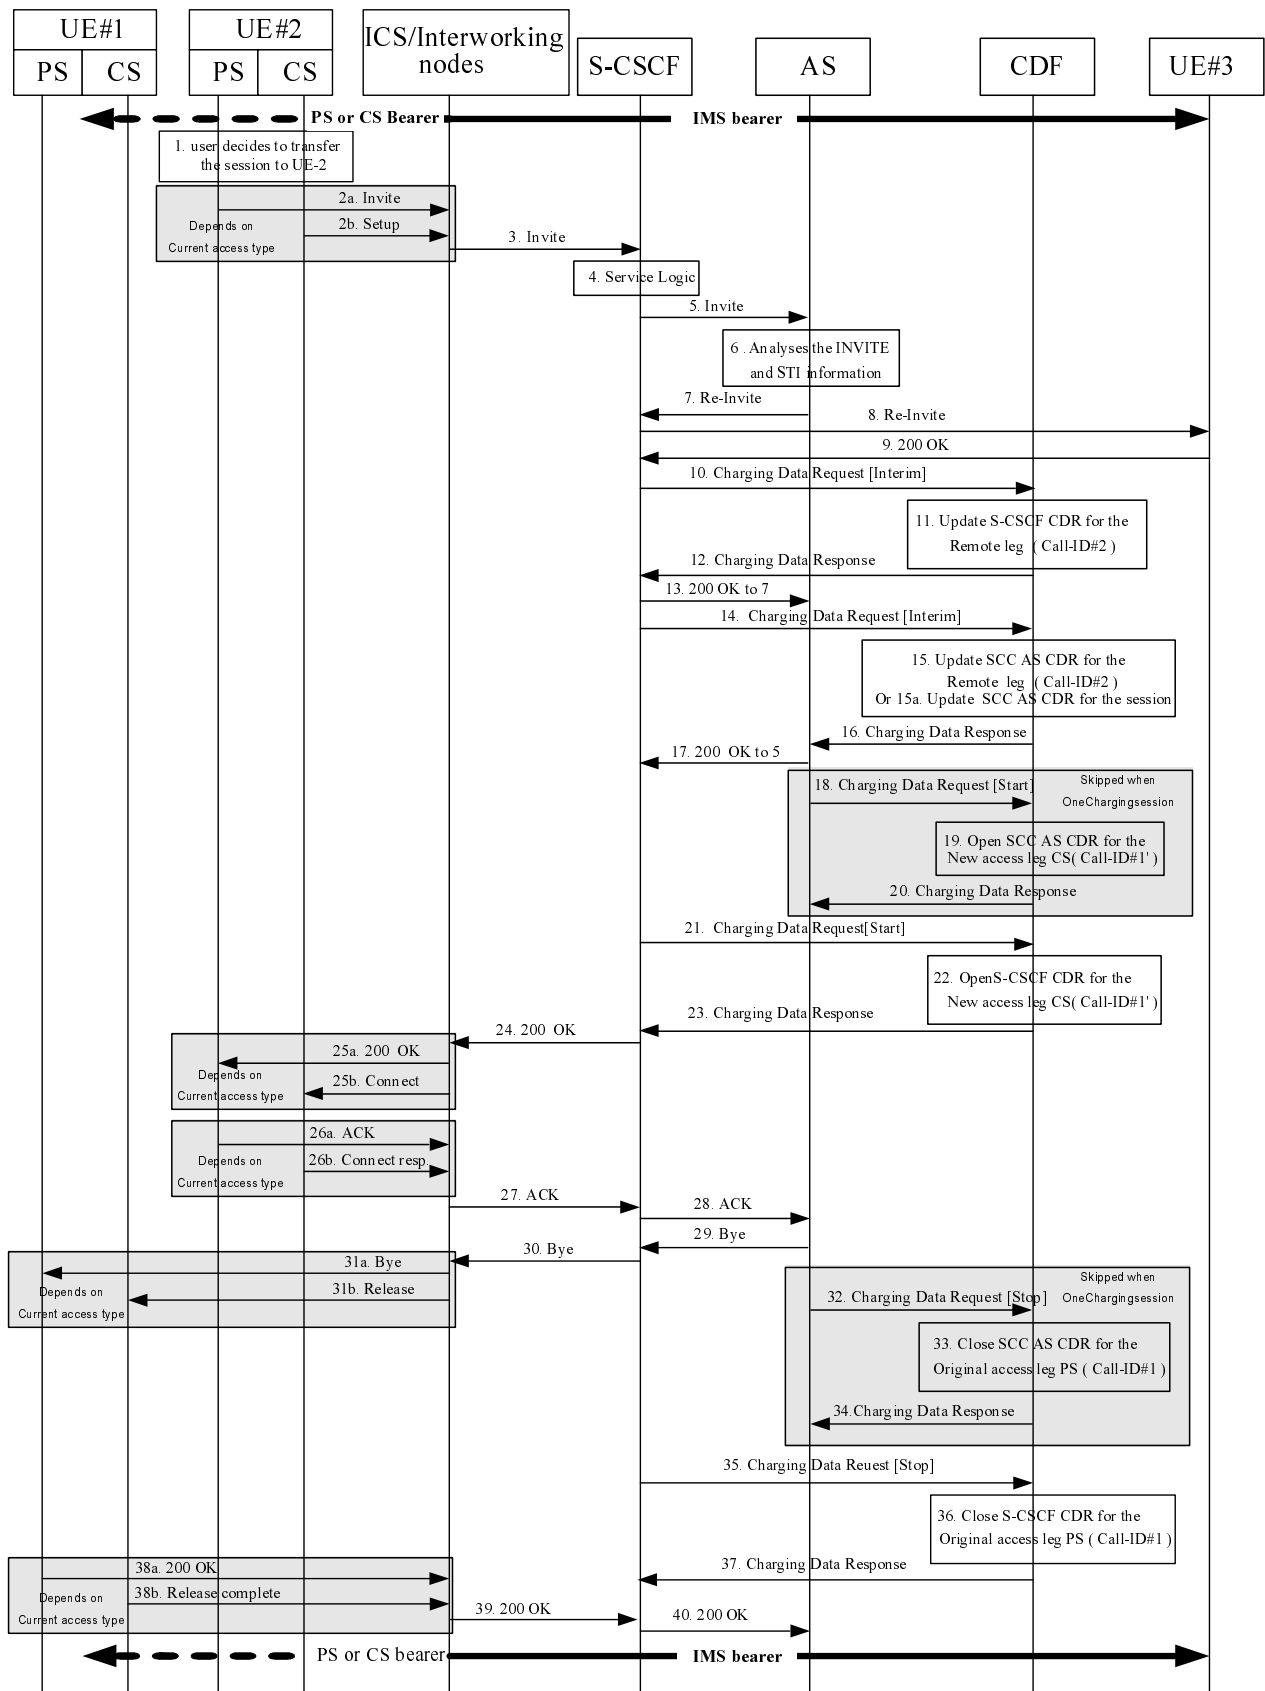 UE#1
UE#2
ICS/Interworking
nodes
S-CSCF
AS
CDF
UE#3
PS
CS
PS
CS
PS or CS Bearer
IMS bearer
1. user decides to transfer
the session to UE-2
2a. Invite
Depends on
2b. Setup
Current access type
3. Invite
4. Service Logic
5. Invite
6 . Analyses the INVITE
and STI information
7. Re-Invite
8. Re-Invite
9. 200 OK
10. Charging Data Request [Interim]
11. Update S-CSCF CDR for the
Remote leg ( Call-ID#2 )
12. Charging Data Response
13. 200 OK to 7
14. Charging Data Request [Interim]
15. Update SCC AS CDR for the
Remote leg ( Call-ID#2 )
Or 15a. Update SCC AS CDR for the session
16. Charging Data Response
17. 200 OK to 5
18. Charging Data Request [Start]
Skipped when
OneChargingsession
19. Open SCC AS CDR for the
New access leg CS( Call-ID#1' )
20. Charging Data Response
21. Charging Data Request[Start]
22. OpenS-CSCF CDR for the
New access leg CS( Call-ID#1' )
23. Charging Data Response
24. 200 OK
25a. 200 OK
Depends on
25b. Connect
Current access type
26a. ACK
Depends on
26b. Connect resp.
Current access type
27. ACK
28. ACK
29. Bye
30. Bye
31a. Bye
Depends on
31b. Release
Current access type
Skipped when
OneChargingsession
32. Charging Data Request [Stop]
33. Close SCC AS CDR for the
Original access leg PS ( Call-ID#1 )
34.Charging Data Response
35. Charging Data Reuest [Stop]
36. Close S-CSCF CDR for the
Original access leg PS ( Call-ID#1 )
37. Charging Data Response
38a. 200 OK
Depends on
38b. Release complete
Current access type
39. 200 OK
40. 200 OK
PS or CS bearer
IMS bearer